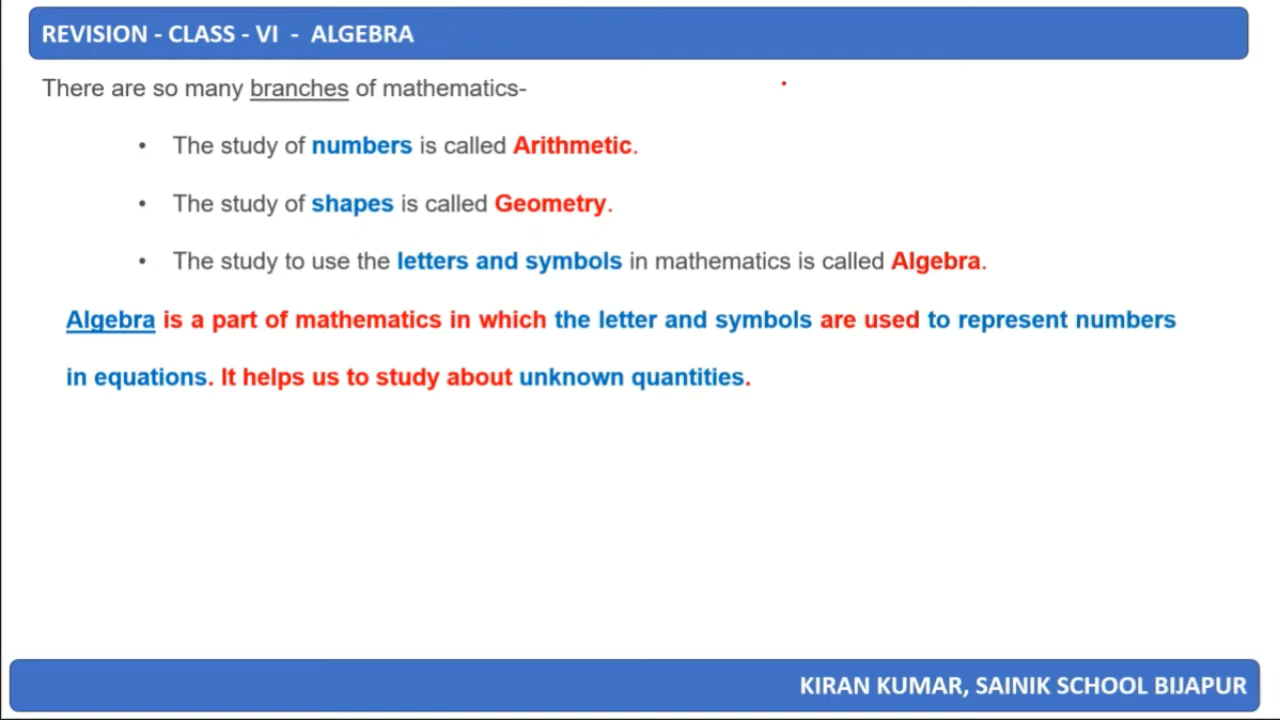 REVISION - CLASS - VI - ALGEBRA
There are so many branches of mathematics-
• The study of numbers is called Arithmetic.
• The study of shapes is called Geometry.
• The study to use the letters and symbols in mathematics is called Algebra.
Algebra is a part of mathematics in which the letter and symbols are used to represent numbers
in equations. It helps us to study about unknown quantities.
KIRAN KUMAR, SAINIK SCHOOL BIJAPUR